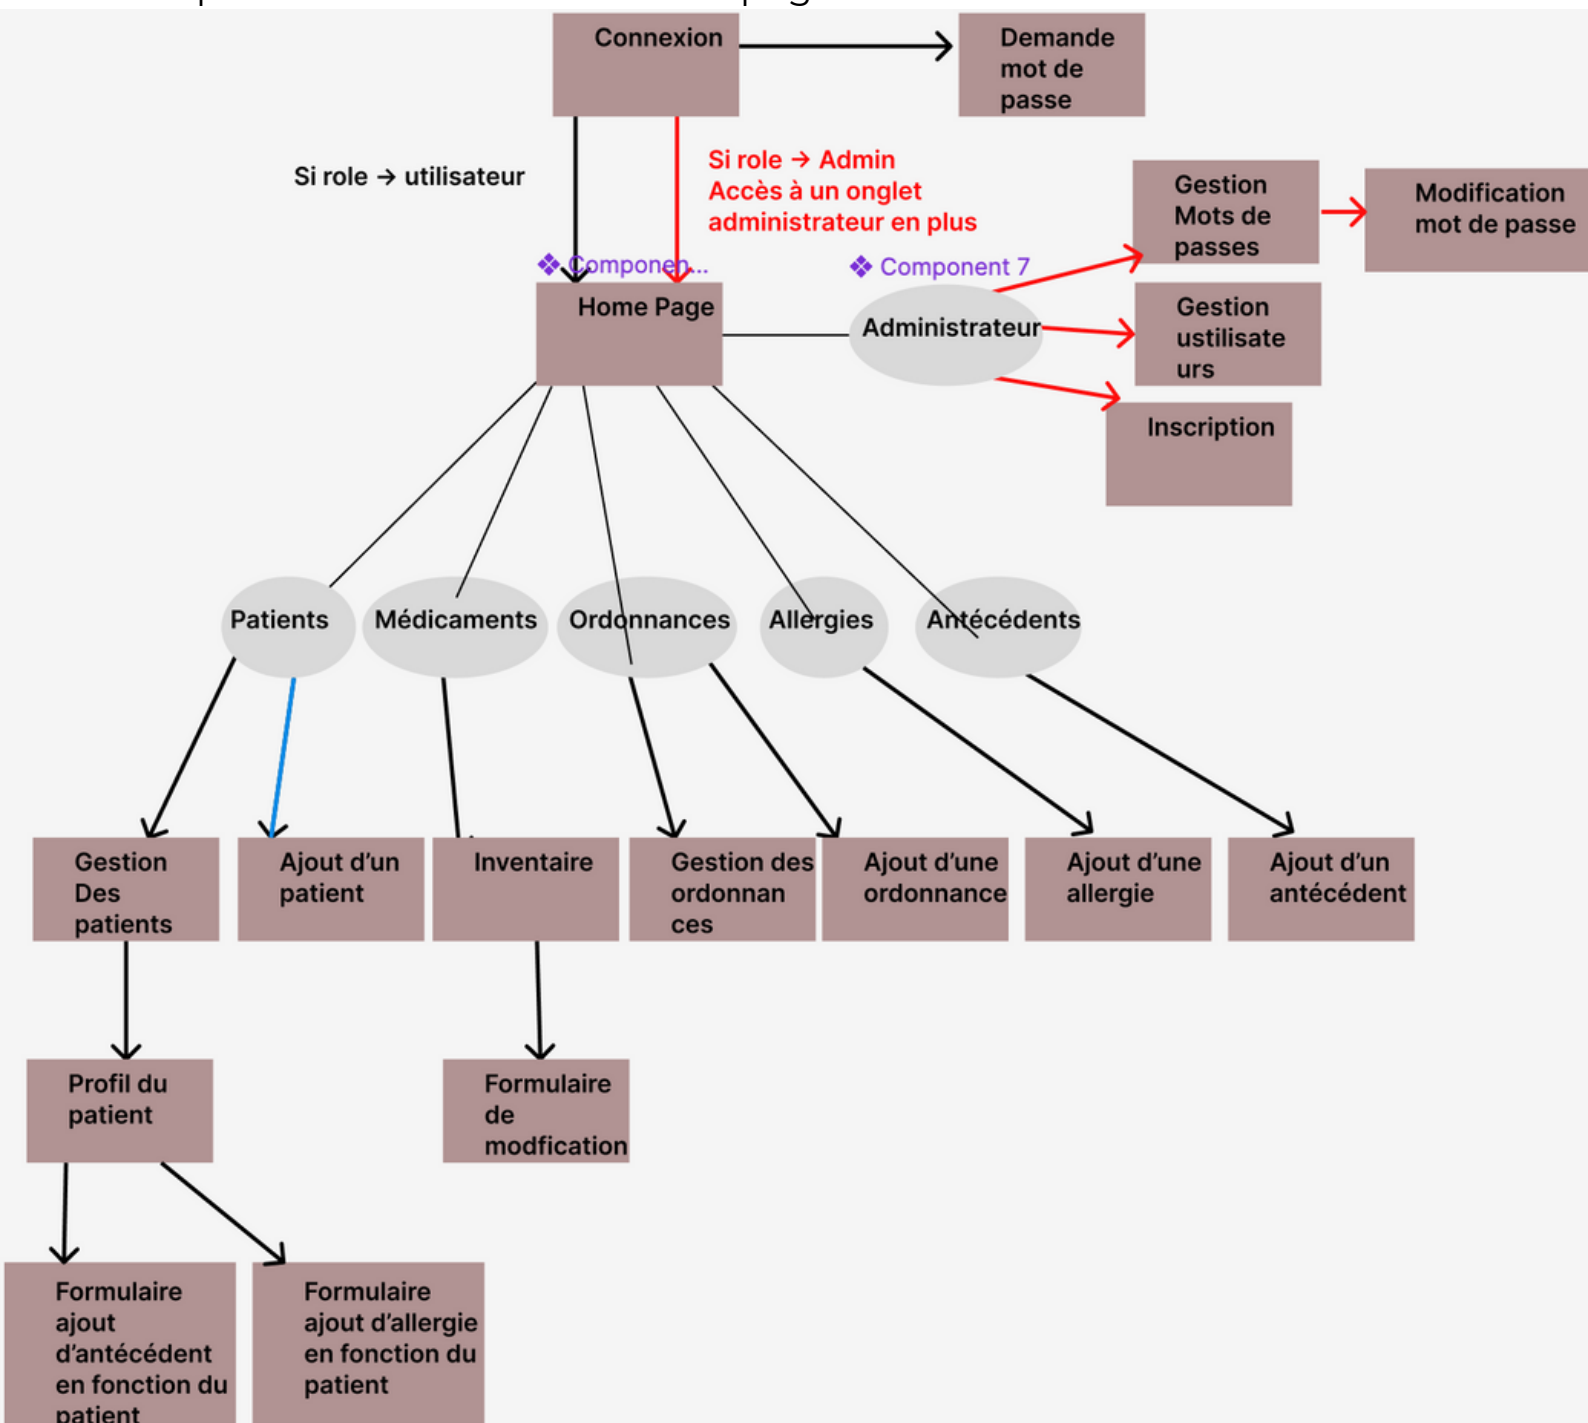 Connexion
Demande
mot de
passe
Si role → utilisateur
Si role → Admin
Accès à un onglet
administrateur en plus
Gestion
Mots de
passes
Modification
mot de passe
Componen...
Component 7
Home Page
Administrateur
Gestion
ustilisate
urs
Inscription
Patients
Médicaments
Ordonnances
Allergies
Antécédents
Gestion
Des
patients
Ajout d’un
patient
Inventaire
Gestion des
ordonnan
ces
Ajout d’une
ordonnance
Ajout d’une
allergie
Ajout d’un
antécédent
Profil du
patient
Formulaire
de
modfication
Formulaire
ajout
d’antécédent
en fonction du
patient
Formulaire
ajout d’allergie
en fonction du
patient